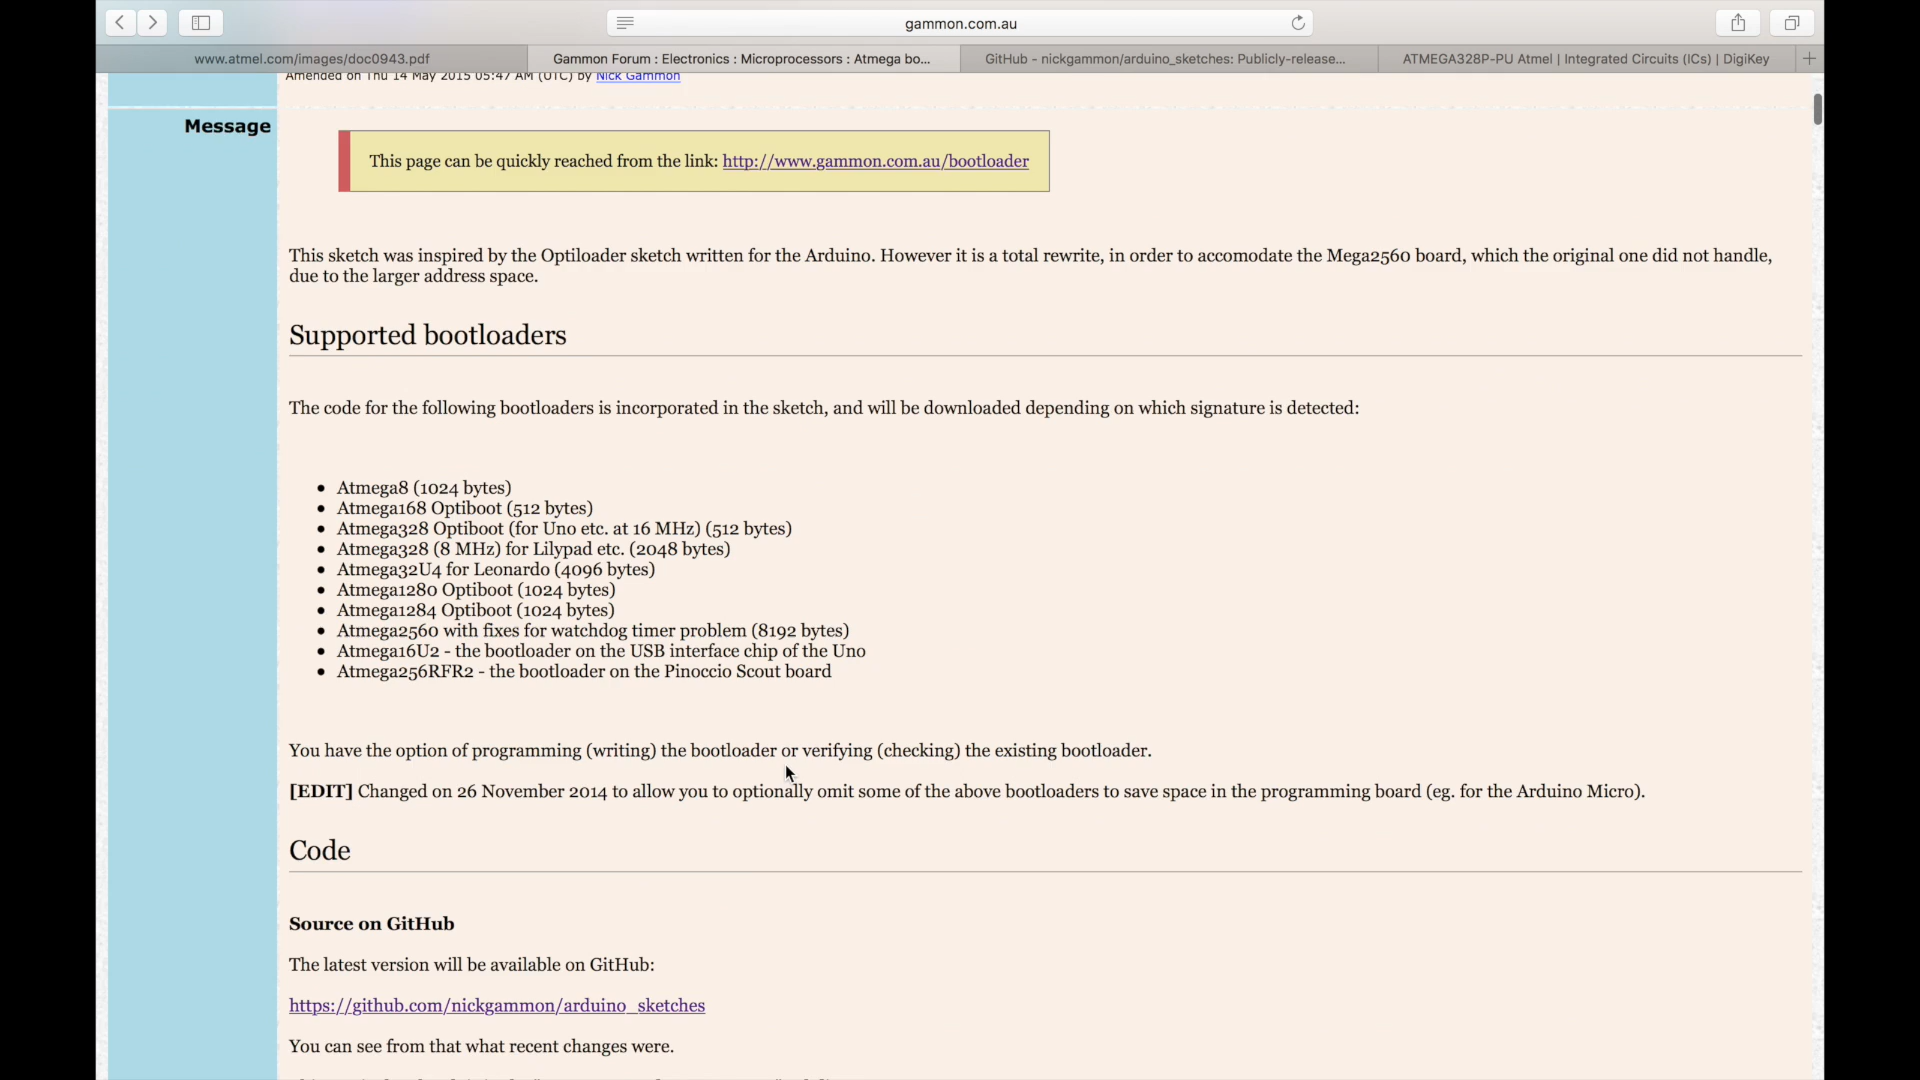 gammon.com.au
www.atmel.com/images/doc0943.pdf
Gammon Forum : Electronics : Microprocessors : Atmega bo...
GitHub - nickgammon/arduino_sketches: Publicly-release...
ATMEGA328P-PU Atmel | Integrated Circuits (ICs) | DigiKey
Amended on Thu 14 May 2015 05:47 AM (UTC) by Nick Gammon
Message
This page can be quickly reached from the link: http://www.gammon.com.au/bootloader
This sketch was inspired by the Optiloader sketch written for the Arduino. However it is a total rewrite, in order to accomodate the Mega2560 board, which the original one did not handle,
due to the larger address space.
Supported bootloaders
The code for the following bootloaders is incorporated in the sketch, and will be downloaded depending on which signature is detected:
• Atmega8 (1024 bytes)
• Atmega168 Optiboot (512 bytes)
• Atmega328 Optiboot (for Uno etc. at 16 MHz) (512 bytes)
• Atmega328 (8 MHz) for Lilypad etc. (2048 bytes)
• Atmega32U4 for Leonardo (4096 bytes)
• Atmega1280 Optiboot (1024 bytes)
• Atmega1284 Optiboot (1024 bytes)
• Atmega2560 with fixes for watchdog timer problem (8192 bytes)
• Atmega16U2 - the bootloader on the USB interface chip of the Uno
• Atmega256RFR2 - the bootloader on the Pinoccio Scout board
You have the option of programming (writing) the bootloader or verifying (checking) the existing bootloader.
[EDIT] Changed on 26 November 2014 to allow you to optionally omit some of the above bootloaders to save space in the programming board (eg. for the Arduino Micro).
Code
Source on GitHub
The latest version will be available on GitHub:
https://github.com/nickgammon/arduino_sketches
You can see from that what recent changes were.